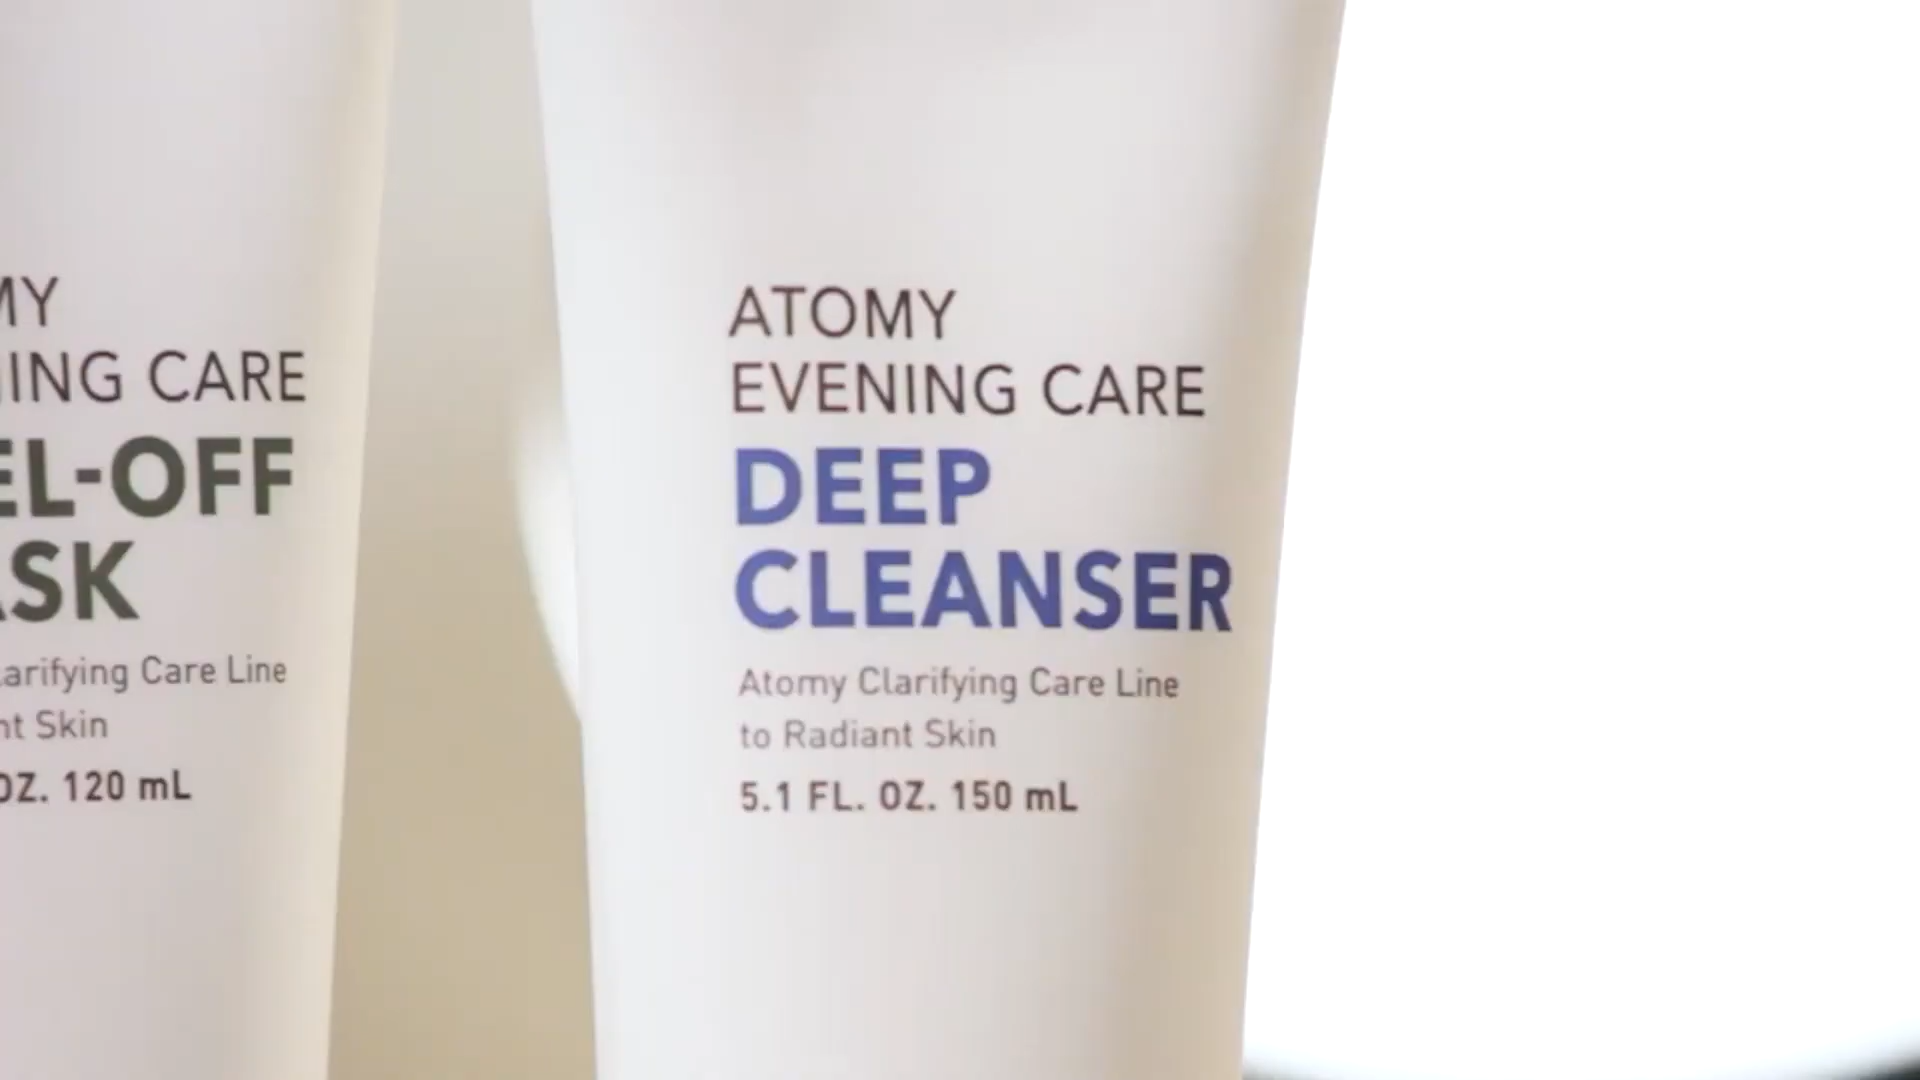 MY
ING CARE
EL-OFF
ASK
arifying Care Line
nt Skin
OZ. 120 mL
ATOMY
EVENING CARE
DEEP
CLEANSER
Atomy Clarifying Care Line
to Radiant Skin
5.1 FL. OZ. 150 mL